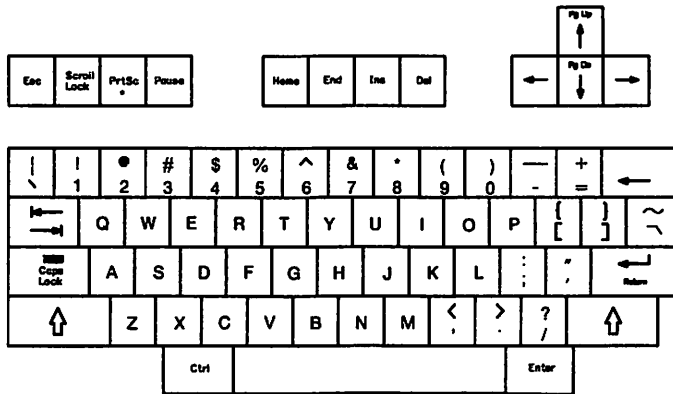 Pg Up
↑
Esc Scroll Lock PrtSc * Pause Home End Ins Del ← Pg Dn ↓ →
| ! @ # $ % ^ & * ( ) — +
\ 1 2 3 4 5 6 7 8 9 0 - = ←
Q W E R T Y U I O P { [ } ] ~ ¬
Caps Lock A S D F G H J K L : ; " ' Return
⇧ Z X C V B N M < , > . ? / ⇧
Ctrl Enter